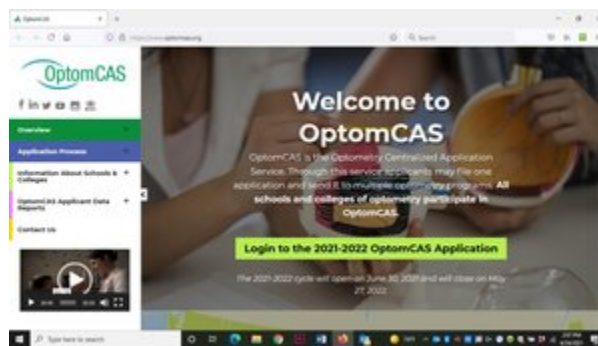 OptomCAS
Search
OptomCAS
Overview
Application Process
Information About Schools & +
Colleges
OptomCAS Applicant Data +
Reports
Contact Us
Welcome to
OptomCAS
OptomCAS is the Optometry Centralized Application
Service. Through this service applicants may file one
application and send it to multiple optometry programs. All
schools and colleges of optometry participate in
OptomCAS.
Login to the 2021-2022 OptomCAS Application
The 2021-2022 cycle will open on June 30, 2021 and will close on May
27, 2022.
Type here to search